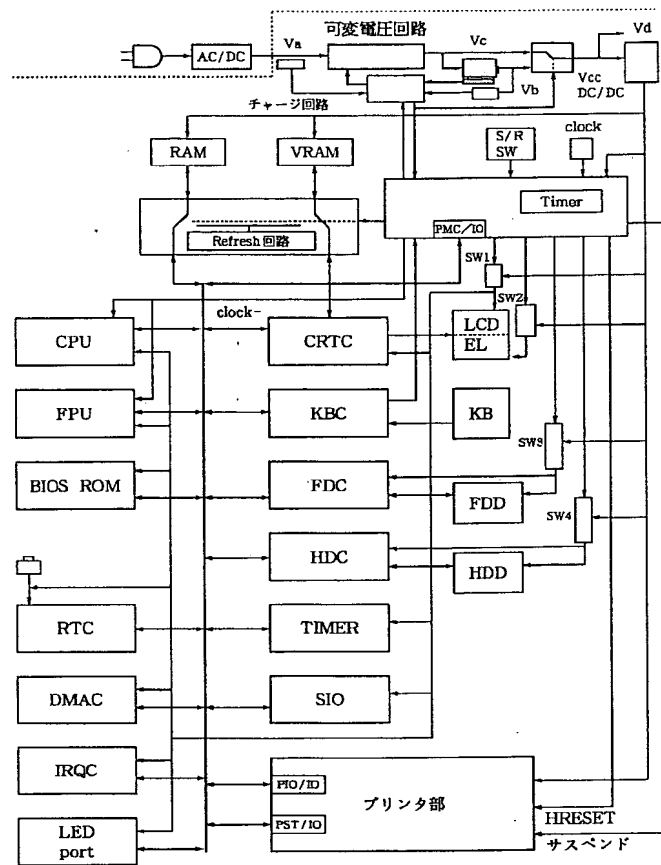 可変電圧回路
Va
Vc
Vd
AC/DC
Vb
Vcc
DC/DC
チャージ回路
RAM
VRAM
S/R
SW
clock
Timer
PMC/IO
Refresh回路
SW1
SW2
clock-
CPU
CRTC
LCD
EL
FPU
KBC
KB
SW3
BIOS ROM
FDC
FDD
SW4
HDC
HDD
RTC
TIMER
DMAC
SIO
IRQC
PIO/IO
プリンタ部
HRESET
LED
port
PST/IO
サスペンド